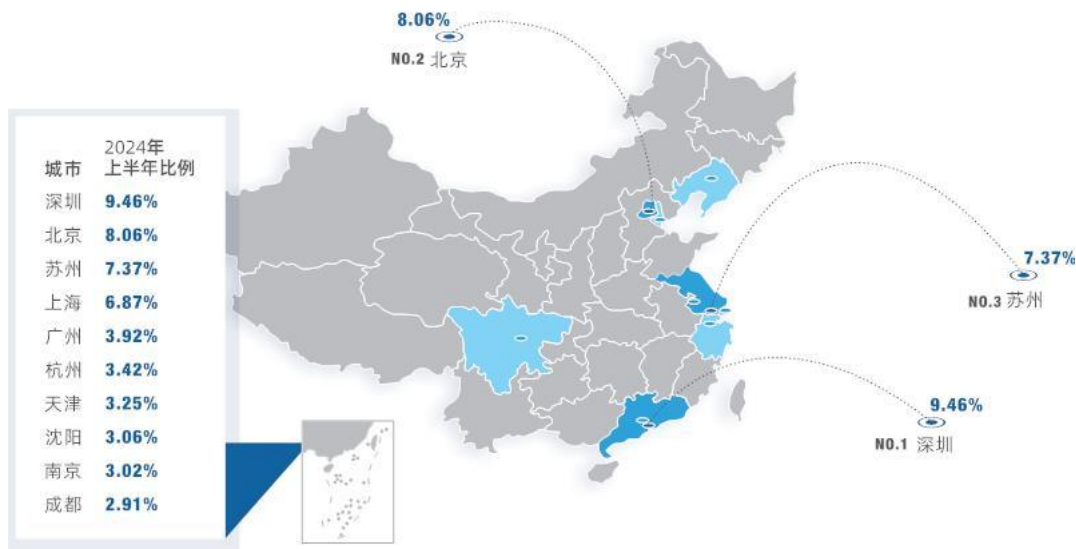 8.06%
NO.2 北京
2024年
城市 上半年比例
深圳 9.46%
北京 8.06%
苏州 7.37%
上海 6.87%
广州 3.92%
杭州 3.42%
天津 3.25%
沈阳 3.06%
南京 3.02%
成都 2.91%
7.37%
NO.3 苏州
9.46%
NO.1 深圳